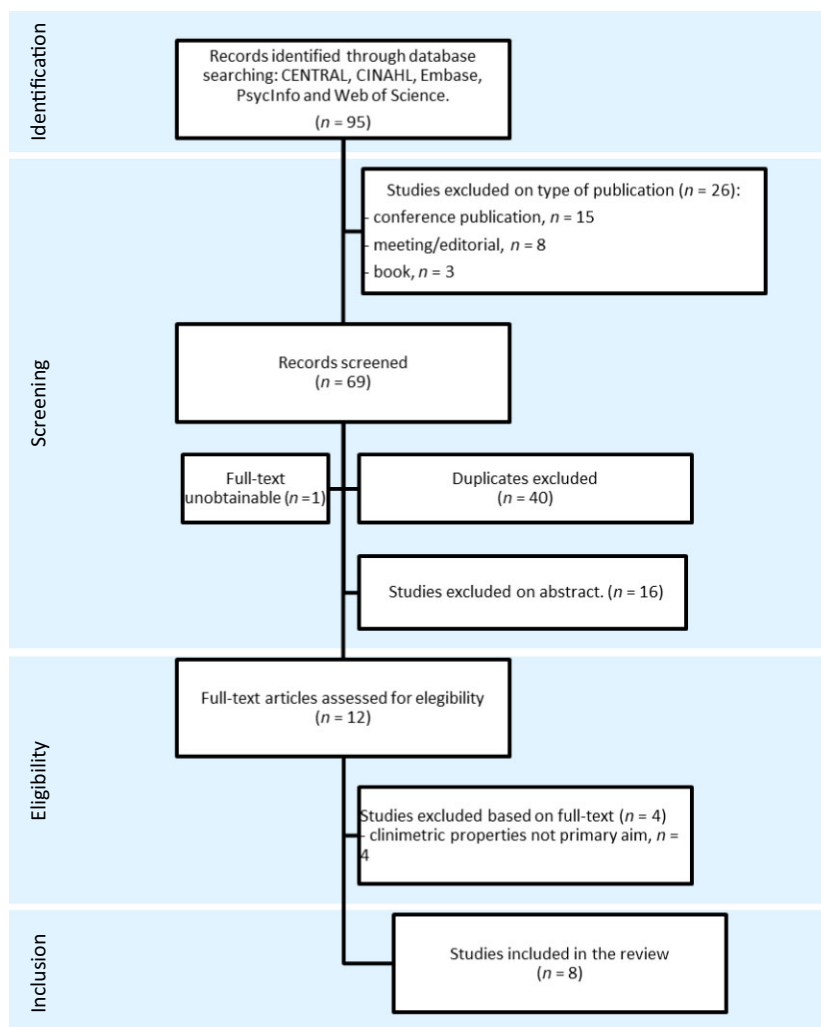 Identification
Records identified through database
searching: CENTRAL, CINAHL, Embase,
PsycInfo and Web of Science.
(n = 95)
Screening
Studies excluded on type of publication (n = 26):
- conference publication, n = 15
- meeting/editorial, n = 8
- book, n = 3
Records screened
(n = 69)
Full-text
unobtainable (n =1)
Duplicates excluded
(n = 40)
Studies excluded on abstract. (n = 16)
Eligibility
Full-text articles assessed for elegibility
(n = 12)
Studies excluded based on full-text (n = 4)
- clinimetric properties not primary aim, n =
4
Inclusion
Studies included in the review
(n = 8)